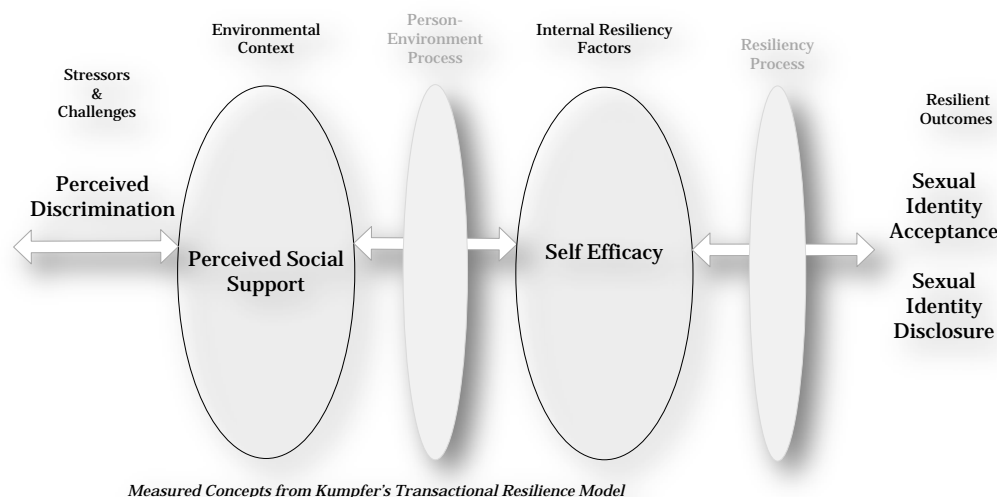 Stressors
&
Challenges
Perceived
Discrimination
Environmental
Context
Perceived Social
Support
Person-
Environment
Process
Internal Resiliency
Factors
Self Efficacy
Resiliency
Process
Resilient
Outcomes
Sexual
Identity
Acceptance
Sexual
Identity
Disclosure
Measured Concepts from Kumpfer's Transactional Resilience Model